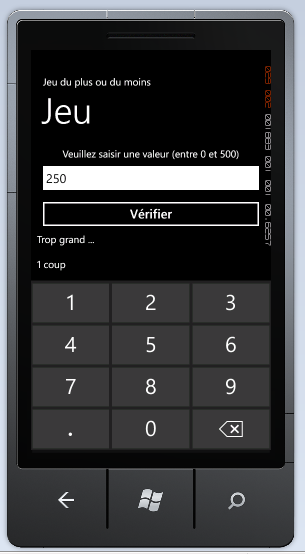 Jeu du plus ou du moins
Jeu
Veuillez saisir une valeur (entre 0 et 500)
250
Vérifier
Trop grand ...
1 coup
1 2 3
4 5 6
7 8 9
. 0